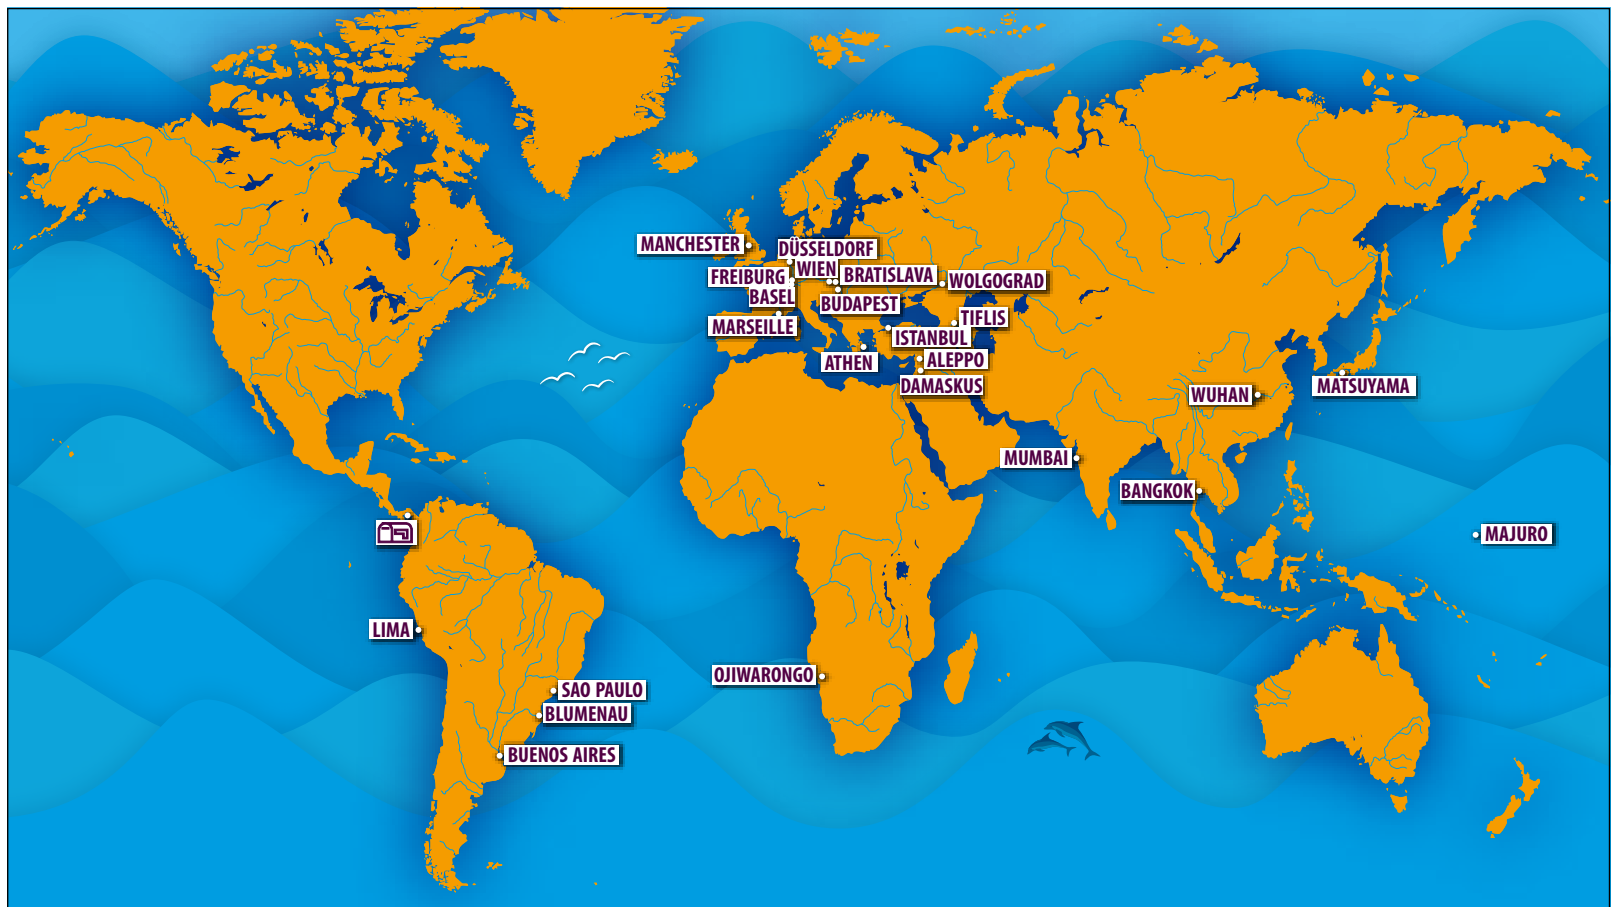 MANCHESTER
DÜSSELDORF
WIEN
FREIBURG
BRATISLAVA
WOLGOGRAD
BASEL
BUDAPEST
MARSEILLE
TIFLIS
ISTANBUL
ATHEN
ALEPPO
DAMASKUS
WUHAN
MATSUYAMA
MUMBAI
BANGKOK
MAJURO
LIMA
OJIWARONGO
SAO PAULO
BLUMENAU
BUENOS AIRES